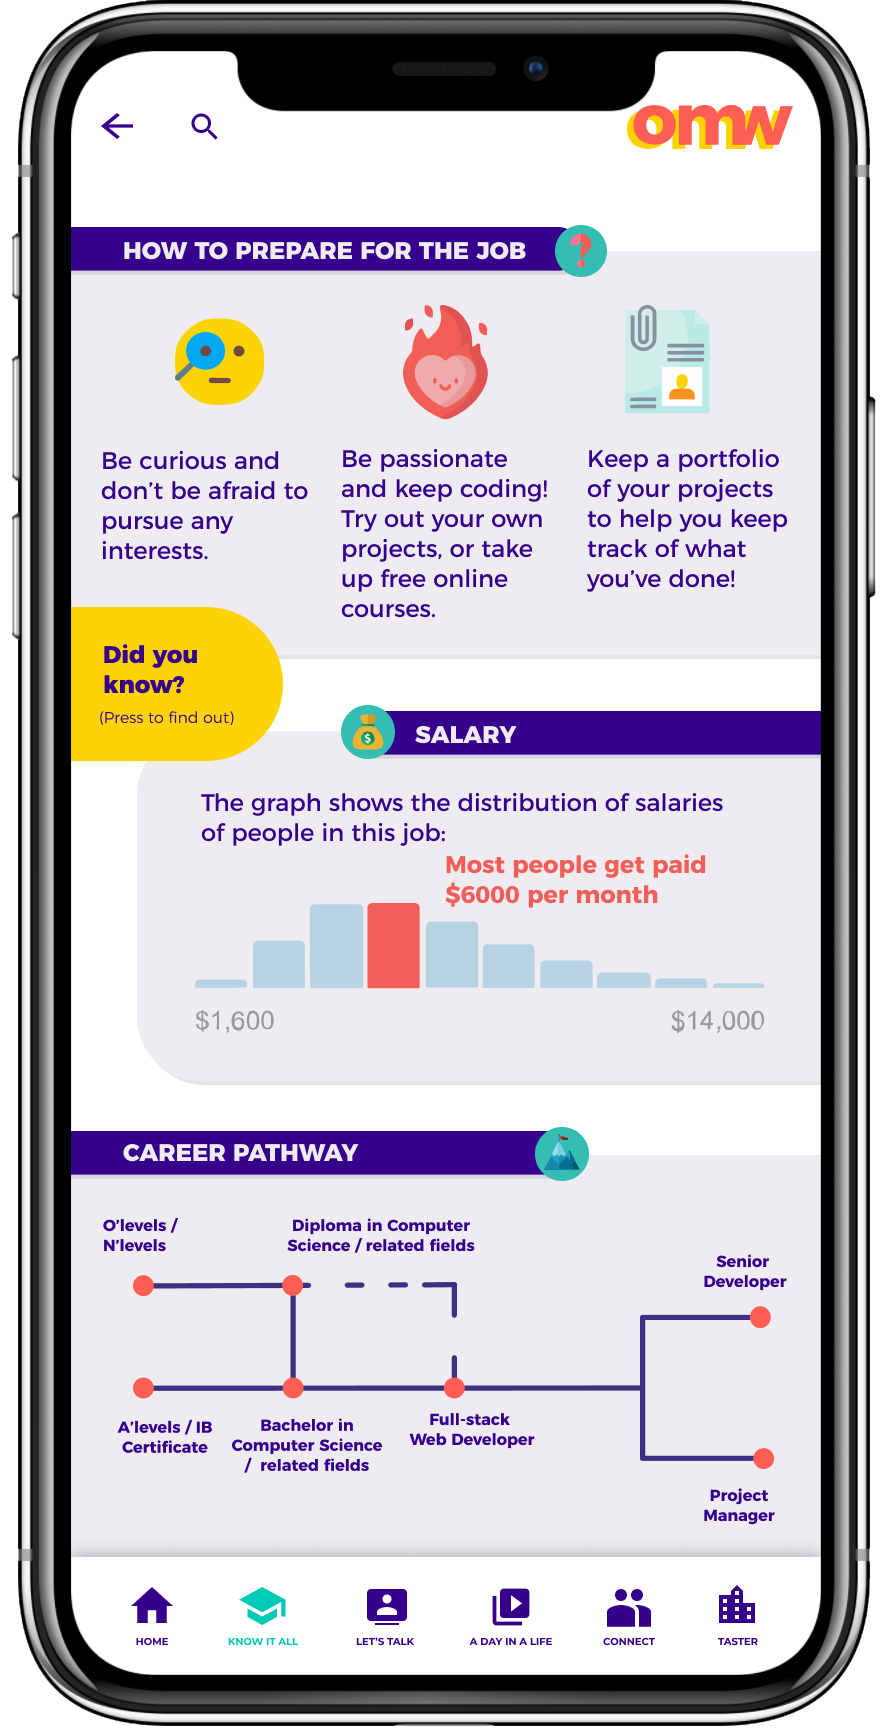 omw
HOW TO PREPARE FOR THE JOB
?
Be curious and
don't be afraid to
pursue any
interests.
Be passionate
and keep coding!
Try out your own
projects, or take
up free online
courses.
Keep a portfolio
of your projects
to help you keep
track of what
you've done!
Did you
know?
(Press to find out)
$
SALARY
The graph shows the distribution of salaries
of people in this job:
Most people get paid
$6000 per month
$1,600
$14,000
CAREER PATHWAY
O'levels /
N'levels
Diploma in Computer
Science / related fields
Senior
Developer
A'levels / IB
Certificate
Bachelor in
Computer Science
/ related fields
Full-stack
Web Developer
Project
Manager
HOME
KNOW IT ALL
LET'S TALK
A DAY IN A LIFE
CONNECT
TASTER